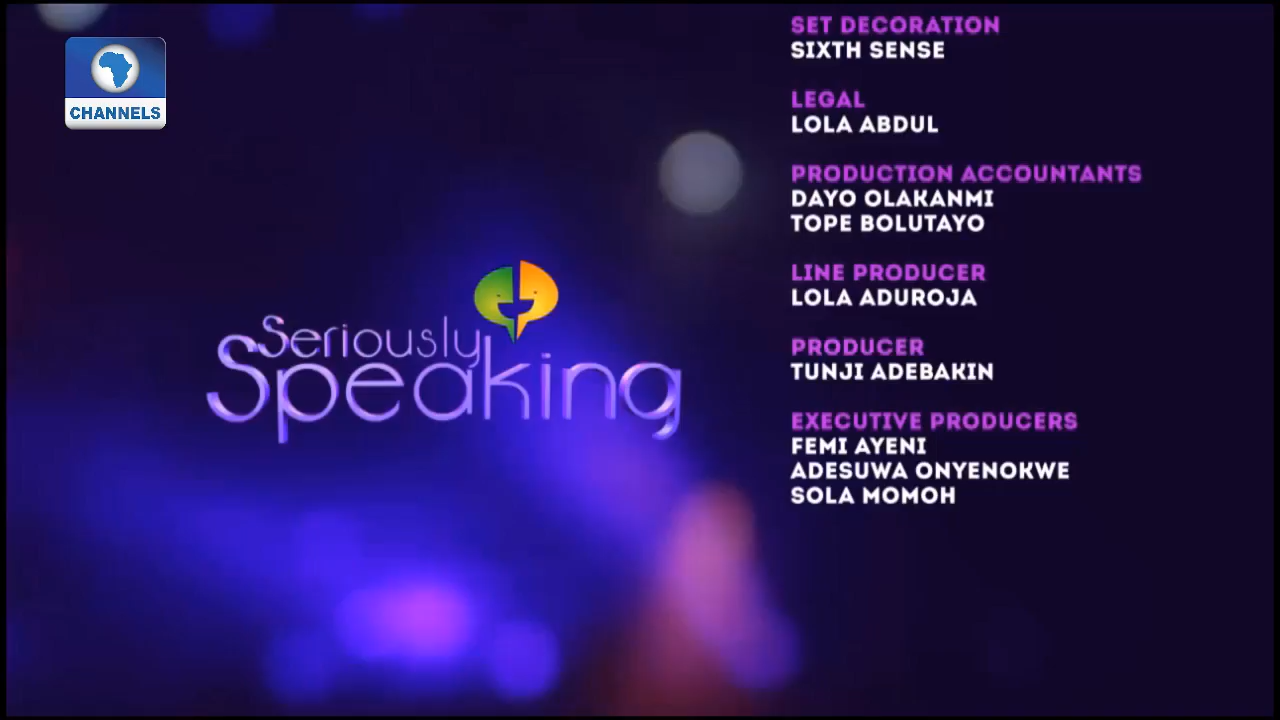 CHANNELS
Seriously
Speaking
SET DECORATION
SIXTH SENSE
LEGAL
LOLA ABDUL
PRODUCTION ACCOUNTANTS
DAYO OLAKANMI
TOPE BOLUTAYO
LINE PRODUCER
LOLA ADUROJA
PRODUCER
TUNJI ADEBAKIN
EXECUTIVE PRODUCERS
FEMI AYENI
ADESUWA ONYENOKWE
SOLA MOMOH